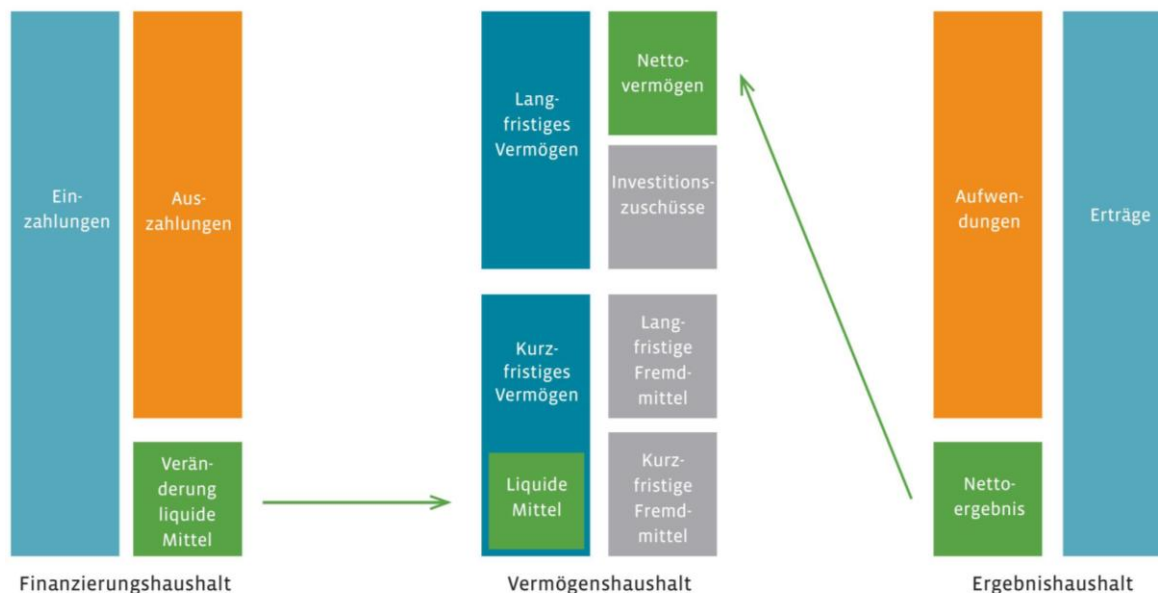 Ein-
zahlungen
Aus-
zahlungen
Verän-
derung
liquide
Mittel
Finanzierungshaushalt
Lang-
fristiges
Vermögen
Kurz-
fristiges
Vermögen
Liquide
Mittel
Netto-
vermögen
Investitions-
zuschüsse
Lang-
fristige
Fremd-
mittel
Kurz-
fristige
Fremd-
mittel
Vermögenshaushalt
Aufwen-
dungen
Netto-
ergebnis
Erträge
Ergebnishaushalt